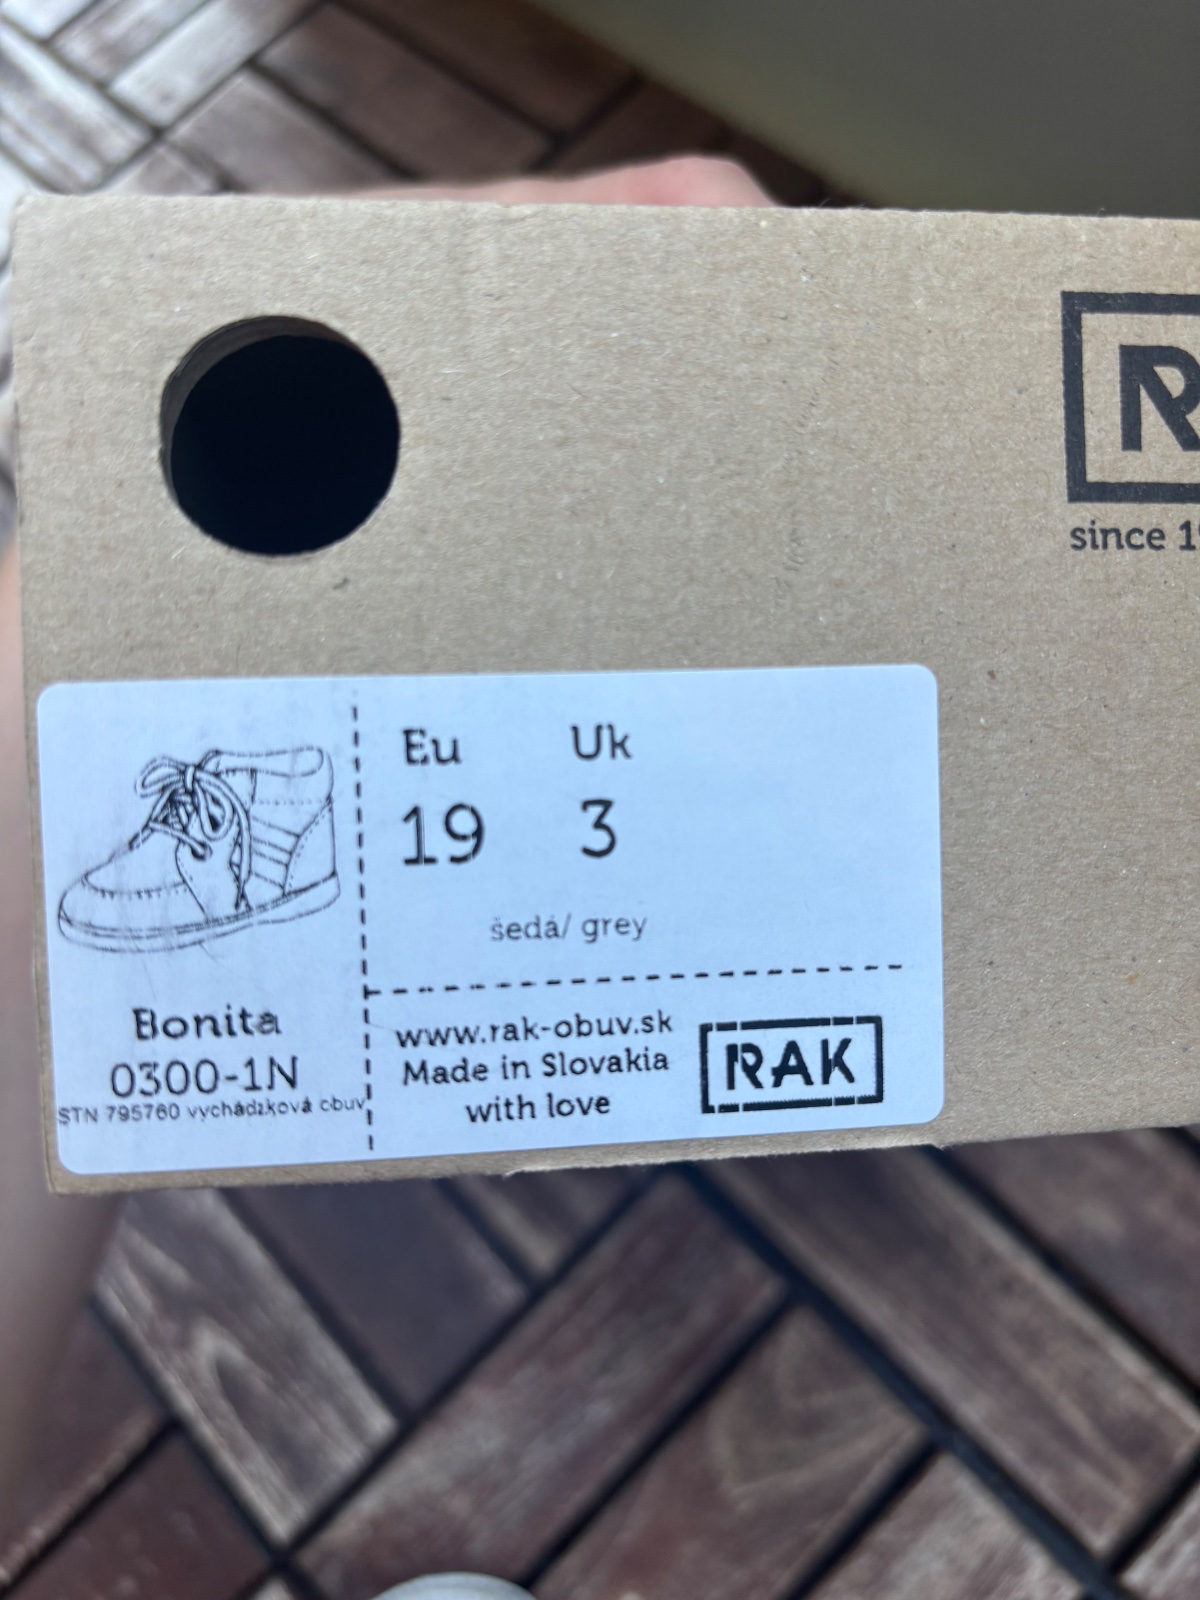 R
since 1
Eu Uk
19 3
šedá/ grey
Bonita
0300-1N
STN 795760 vychádzková obuv
www.rak-obuv.sk
Made in Slovakia
with love
RAK